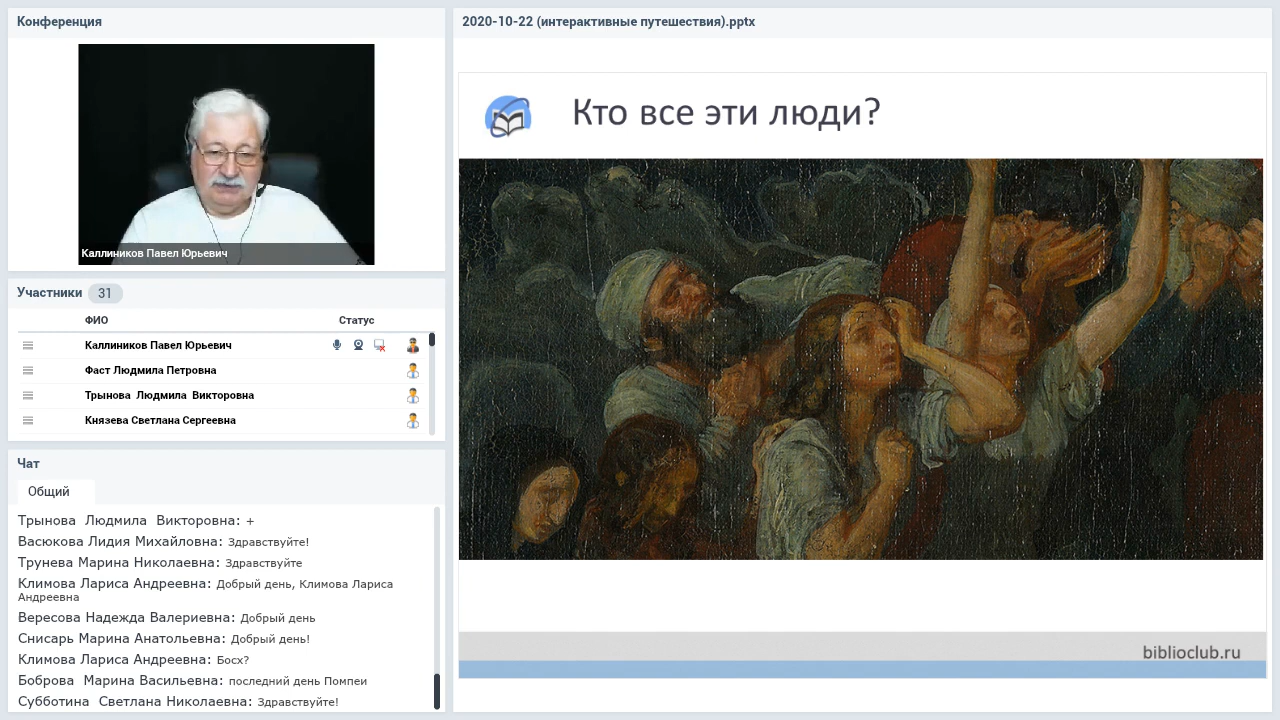 Конференция
Каллиников Павел Юрьевич
Участники 31
ФИО Статус
Каллиников Павел Юрьевич
Фаст Людмила Петровна
Трынова Людмила Викторовна
Князева Светлана Сергеевна
Чат
Общий
Трынова Людмила Викторовна: +
Васюкова Лидия Михайловна: Здравствуйте!
Трунева Марина Николаевна: Здравствуйте
Климова Лариса Андреевна: Добрый день, Климова Лариса
Андреевна
Вересова Надежда Валериевна: Добрый день
Снисарь Марина Анатольевна: Добрый день!
Климова Лариса Андреевна: Босх?
Боброва Марина Васильевна: последний день Помпеи
Субботина Светлана Николаевна: Здравствуйте!
2020-10-22 (интерактивные путешествия).pptx
Кто все эти люди?
biblioclub.ru